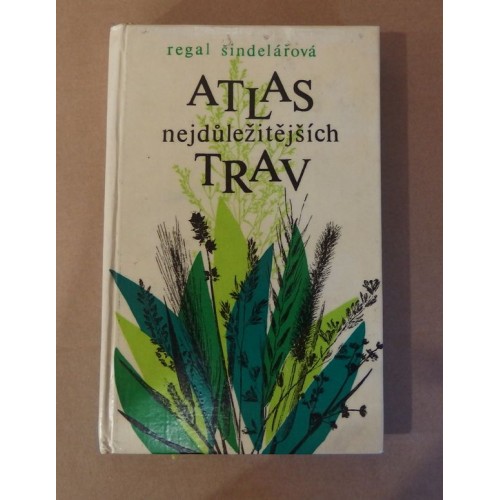 regal šindelářová
ATLAS
nejdůležitějších
TRAV